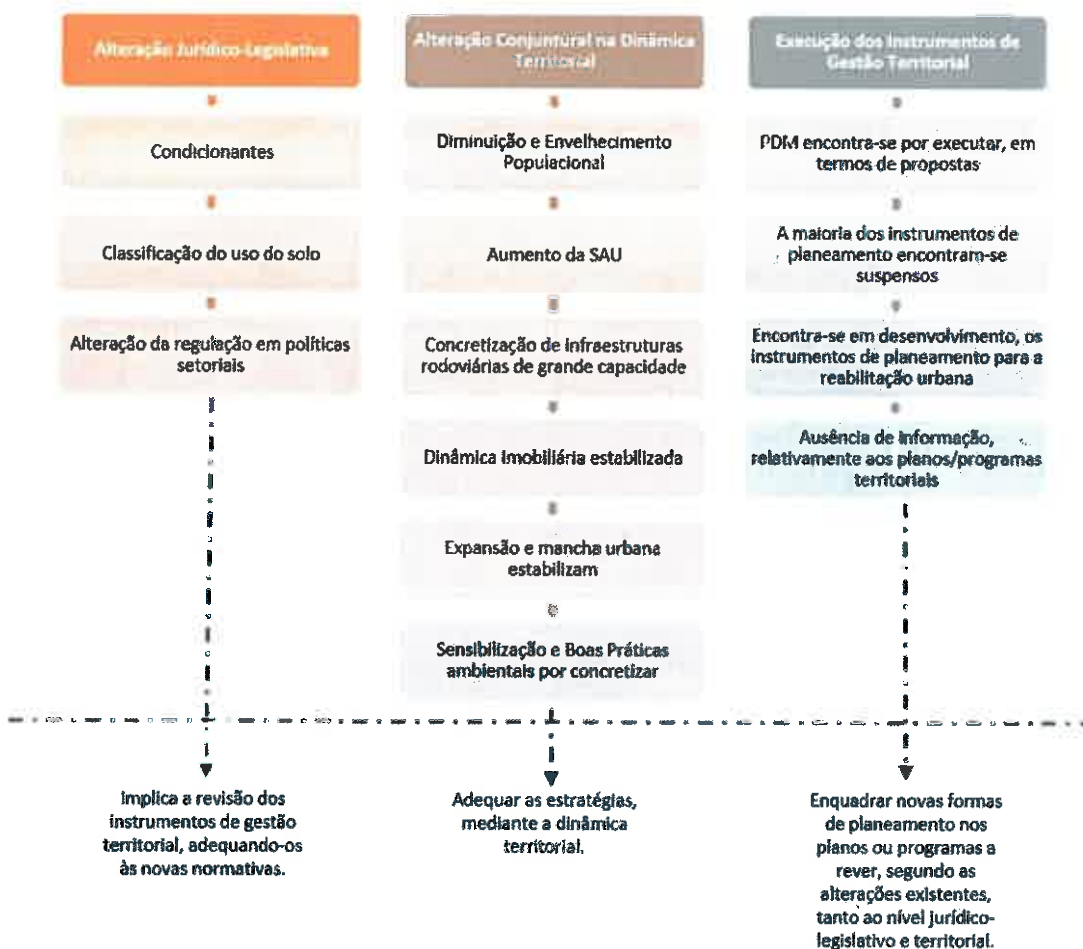 Alteração Jurídico-Legislativa
Condicionantes
Classificação do uso do solo
Alteração da regulação em políticas
setoriais
Implica a revisão dos
instrumentos de gestão
territorial, adequando-os
às novas normativas.
Alteração Conjuntural na Dinâmica
Territorial
Diminuição e Envelhecimento
Populacional
Aumento da SAU
Concretização de infraestruturas
rodoviárias de grande capacidade
Dinâmica imobiliária estabilizada
Expansão e mancha urbana
estabilizam
Sensibilização e Boas Práticas
ambientais por concretizar
Adequar as estratégias,
mediante a dinâmica
territorial.
Execução dos Instrumentos de
Gestão Territorial
PDM encontra-se por executar, em
termos de propostas
A maioria dos instrumentos de
planeamento encontram-se
suspensos
Encontra-se em desenvolvimento, os
instrumentos de planeamento para a
reabilitação urbana
Ausência de informação,
relativamente aos planos/programas
territoriais
Enquadrar novas formas
de planeamento nos
planos ou programas a
rever, segundo as
alterações existentes,
tanto ao nível jurídico-
legislativo e territorial.